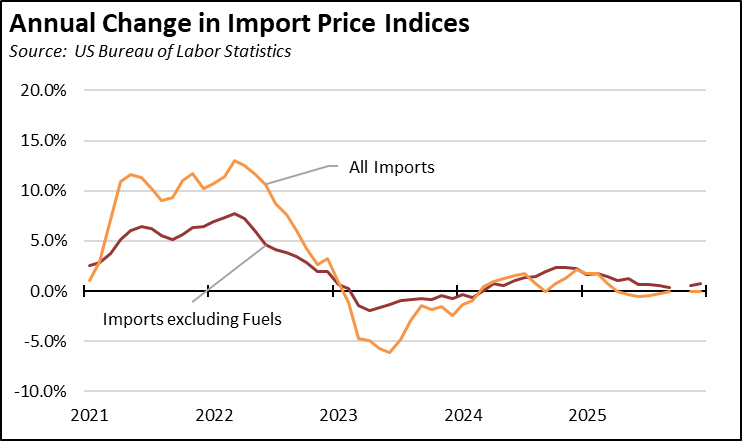 Annual Change in Import Price Indices
Source:  US Bureau of Labor Statistics
20.0%
15.0%
All Imports
10.0%
5.0%
0.0%
Imports excluding Fuels
-5.0%
-10.0%
2021 2022 2023 2024 2025